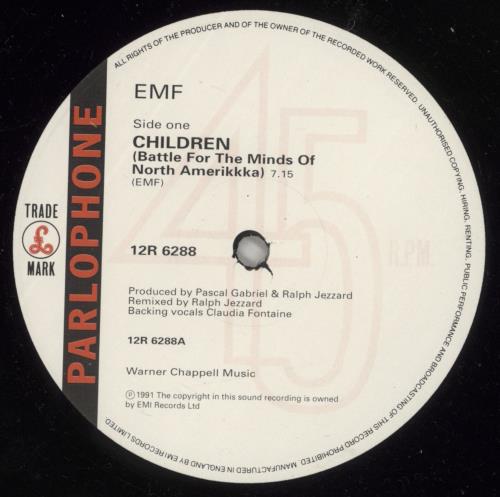 ALL RIGHTS OF THE PRODUCER AND OF THE OWNER OF THE RECORDED WORK RESERVED. UNAUTHORISED COPYING, HIRING, RENTING, PUBLIC PERFORMANCE AND BROADCASTING OF THIS RECORD PROHIBITED. MANUFACTURED IN ENGLAND BY EMI RECORDS LIMITED.
PARLOPHONE
TRADE
£
MARK
EMF
Side one
CHILDREN
(Battle For The Minds Of
North Amerikkka) 7.15
(EMF)
45
R.P.M.
12R 6288
Produced by Pascal Gabriel & Ralph Jezzard
Remixed by Ralph Jezzard
Backing vocals Claudia Fontaine
12R 6288A
Warner Chappell Music
Ⓟ 1991 The copyright in this sound recording is owned
by EMI Records Ltd